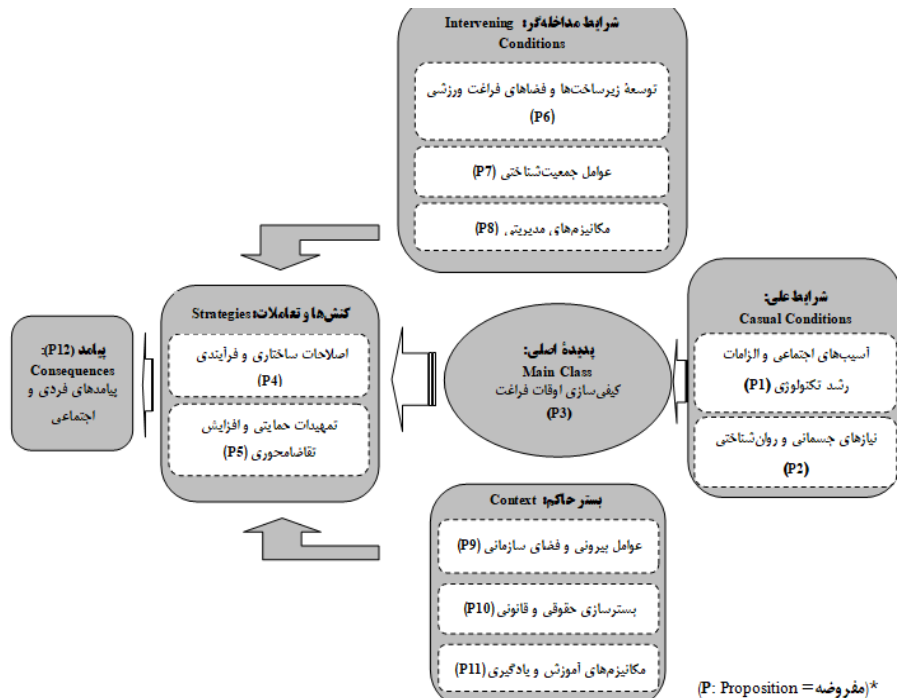 شرایط مداخله‌گر: Intervening
Conditions
توسعهٔ زیرساخت‌ها و فضاهای فراغت ورزشی
(P6)
عوامل جمعیت‌شناختی (P7)
مکانیزم‌های مدیریتی (P8)
شرایط علی:
Casual Conditions
آسیب‌های اجتماعی و الزامات
رشد تکنولوژی (P1)
نیازهای جسمانی و روان‌شناختی
(P2)
پدیدهٔ اصلی:
Main Class
کیفی‌سازی اوقات فراغت
(P3)
کنش‌ها و تعاملات: Strategies
اصلاحات ساختاری و فرآیندی
(P4)
تمهیدات حمایتی و افزایش
تقاضامحوری (P5)
پیامد (P12):
Consequences
پیامدهای فردی و
اجتماعی
بستر حاکم: Context
عوامل بیرونی و فضای سازمانی (P9)
بسترسازی حقوقی و قانونی (P10)
مکانیزم‌های آموزش و یادگیری (P11)
*(مفروضه = P: Proposition)